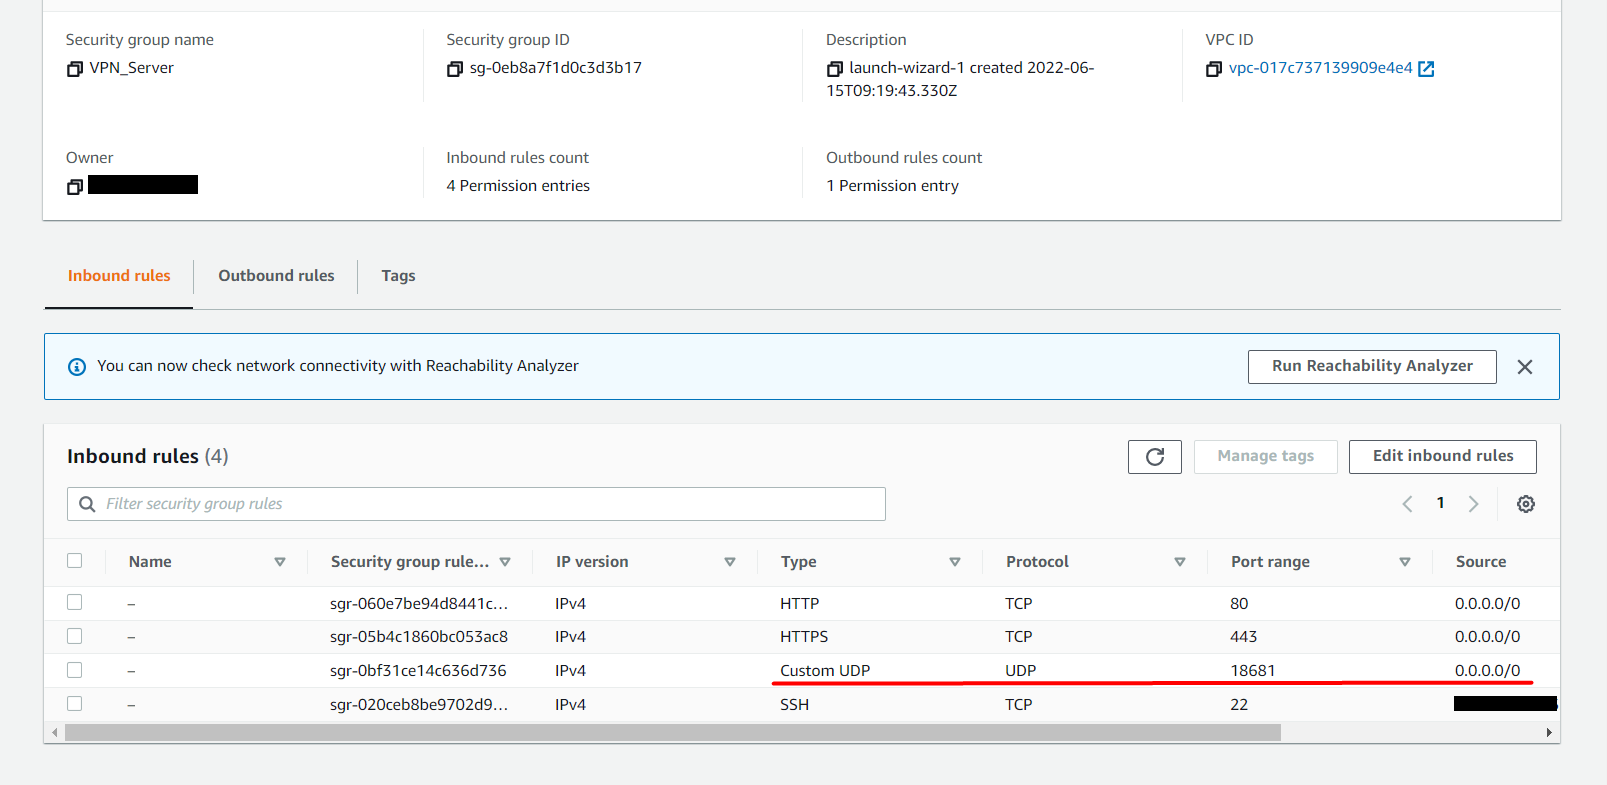 Security group name
Security group ID
Description
VPC ID
VPN_Server
sg-0eb8a7f1d0c3d3b17
launch-wizard-1 created 2022-06-
15T09:19:43.330Z
vpc-017c737139909e4e4
Owner
Inbound rules count
Outbound rules count
4 Permission entries
1 Permission entry
Inbound rules
Outbound rules
Tags
You can now check network connectivity with Reachability Analyzer
Run Reachability Analyzer
Inbound rules (4)
Manage tags
Edit inbound rules
Filter security group rules
1
Name Security group rule... IP version Type Protocol Port range Source
– sgr-060e7be94d8441c... IPv4 HTTP TCP 80 0.0.0.0/0
– sgr-05b4c1860bc053ac8 IPv4 HTTPS TCP 443 0.0.0.0/0
– sgr-0bf31ce14c636d736 IPv4 Custom UDP UDP 18681 0.0.0.0/0
– sgr-020ceb8be9702d9... IPv4 SSH TCP 22